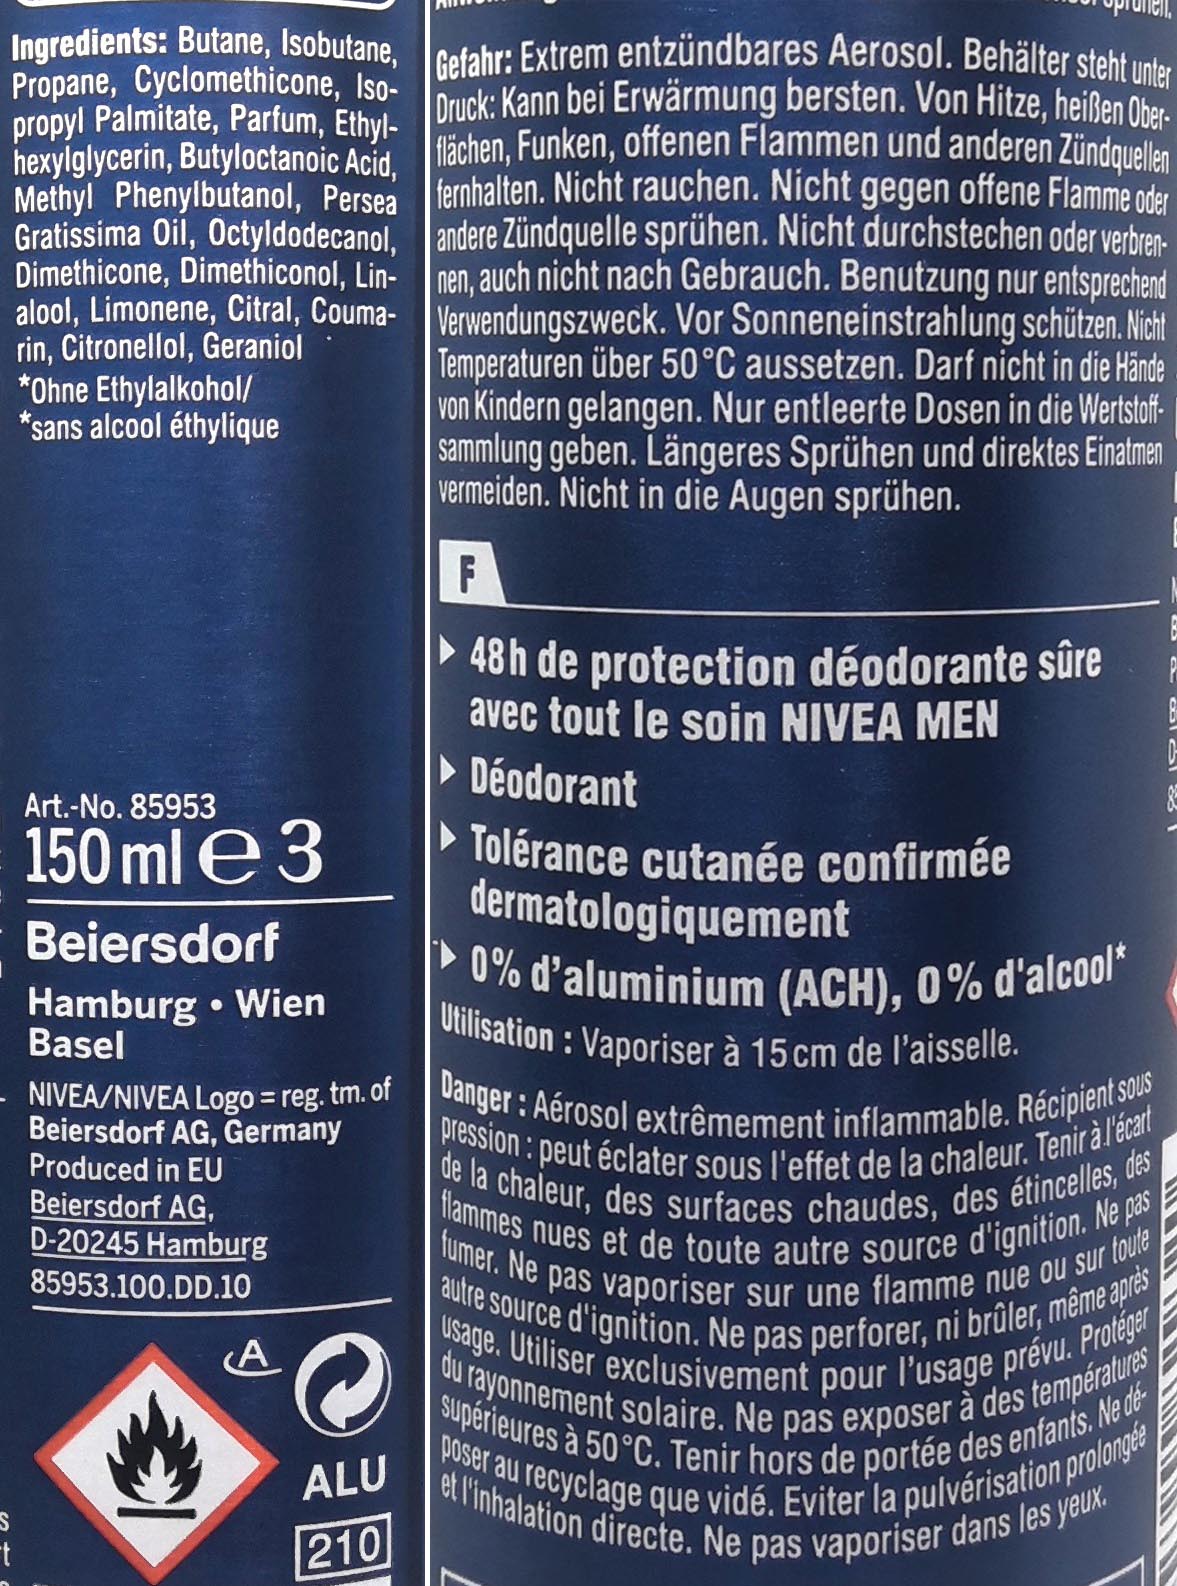 Ingredients: Butane, Isobutane,
Propane, Cyclomethicone, Iso-
propyl Palmitate, Parfum, Ethyl-
hexylglycerin, Butyloctanoic Acid,
Methyl Phenylbutanol, Persea
Gratissima Oil, Octyldodecanol,
Dimethicone, Dimethiconol, Lin-
alool, Limonene, Citral, Couma-
rin, Citronellol, Geraniol
*Ohne Ethylalkohol/
*sans alcool éthylique
Art.-No. 85953
150 ml e 3
Beiersdorf
Hamburg • Wien
Basel
NIVEA/NIVEA Logo = reg. tm. of
Beiersdorf AG, Germany
Produced in EU
Beiersdorf AG,
D-20245 Hamburg
85953.100.DD.10
A
ALU
210
Gefahr: Extrem entzündbares Aerosol. Behälter steht unter
Druck: Kann bei Erwärmung bersten. Von Hitze, heißen Ober-
flächen, Funken, offenen Flammen und anderen Zündquellen
fernhalten. Nicht rauchen. Nicht gegen offene Flamme oder
andere Zündquelle sprühen. Nicht durchstechen oder verbren-
nen, auch nicht nach Gebrauch. Benutzung nur entsprechend
Verwendungszweck. Vor Sonneneinstrahlung schützen. Nicht
Temperaturen über 50°C aussetzen. Darf nicht in die Hände
von Kindern gelangen. Nur entleerte Dosen in die Wertstoff-
sammlung geben. Längeres Sprühen und direktes Einatmen
vermeiden. Nicht in die Augen sprühen.
F
48h de protection déodorante sûre
avec tout le soin NIVEA MEN
Déodorant
Tolérance cutanée confirmée
dermatologiquement
0% d'aluminium (ACH), 0% d'alcool*
Utilisation : Vaporiser à 15cm de l'aisselle.
Danger : Aérosol extrêmement inflammable. Récipient sous
pression : peut éclater sous l'effet de la chaleur. Tenir à l'écart
de la chaleur, des surfaces chaudes, des étincelles, des
flammes nues et de toute autre source d'ignition. Ne pas
fumer. Ne pas vaporiser sur une flamme nue ou sur toute
autre source d'ignition. Ne pas perforer, ni brûler, même après
usage. Utiliser exclusivement pour l'usage prévu. Protéger
du rayonnement solaire. Ne pas exposer à des températures
supérieures à 50°C. Tenir hors de portée des enfants. Ne dé-
poser au recyclage que vidé. Eviter la pulvérisation prolongée
et l'inhalation directe. Ne pas vaporiser dans les yeux.